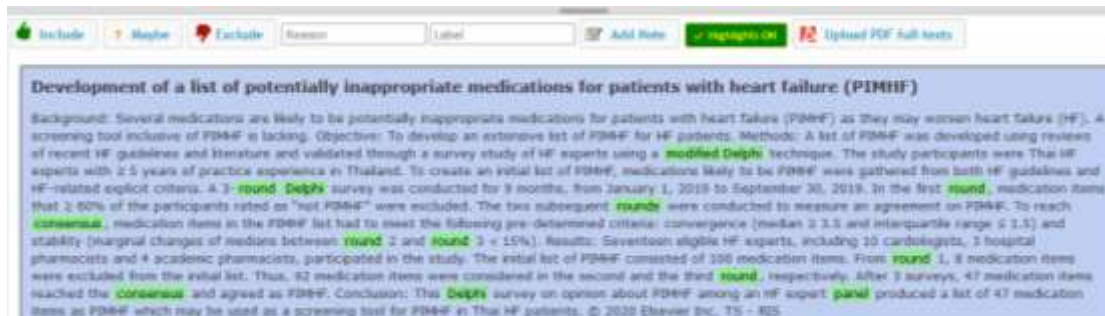 Include ? Maybe Exclude Reason Label Add Note ✓ Highlights ON Upload PDF full-texts
Development of a list of potentially inappropriate medications for patients with heart failure (PIMHF)
Background: Several medications are likely to be potentially inappropriate medications for patients with heart failure (PIMHF) as they may worsen heart failure (HF). A
screening tool inclusive of PIMHF is lacking. Objective: To develop an extensive list of PIMHF for HF patients. Methods: A list of PIMHF was developed using reviews
of recent HF guidelines and literature and validated through a survey study of HF experts using a modified Delphi technique. The study participants were Thai HF
experts with ≥ 5 years of practice experience in Thailand. To create an initial list of PIMHF, medications likely to be PIMHF were gathered from both HF guidelines and
HF-related explicit criteria. A 3-round Delphi survey was conducted for 9 months, from January 1, 2019 to September 30, 2019. In the first round, medication items
that ≥ 80% of the participants rated as "not PIMHF" were excluded. The two subsequent rounds were conducted to measure an agreement on PIMHF. To reach
consensus, medication items in the PIMHF list had to meet the following pre-determined criteria: convergence (median ≥ 3.5 and interquartile range ≤ 1.5) and
stability (marginal changes of medians between round 2 and round 3 < 15%). Results: Seventeen eligible HF experts, including 10 cardiologists, 3 hospital
pharmacists and 4 academic pharmacists, participated in the study. The initial list of PIMHF consisted of 100 medication items. From round 1, 8 medication items
were excluded from the initial list. Thus, 92 medication items were considered in the second and the third round, respectively. After 3 surveys, 47 medication items
reached the consensus and agreed as PIMHF. Conclusion: This Delphi survey on opinion about PIMHF among an HF expert panel produced a list of 47 medication
items as PIMHF which may be used as a screening tool for PIMHF in Thai HF patients. © 2020 Elsevier Inc. TS - RIS